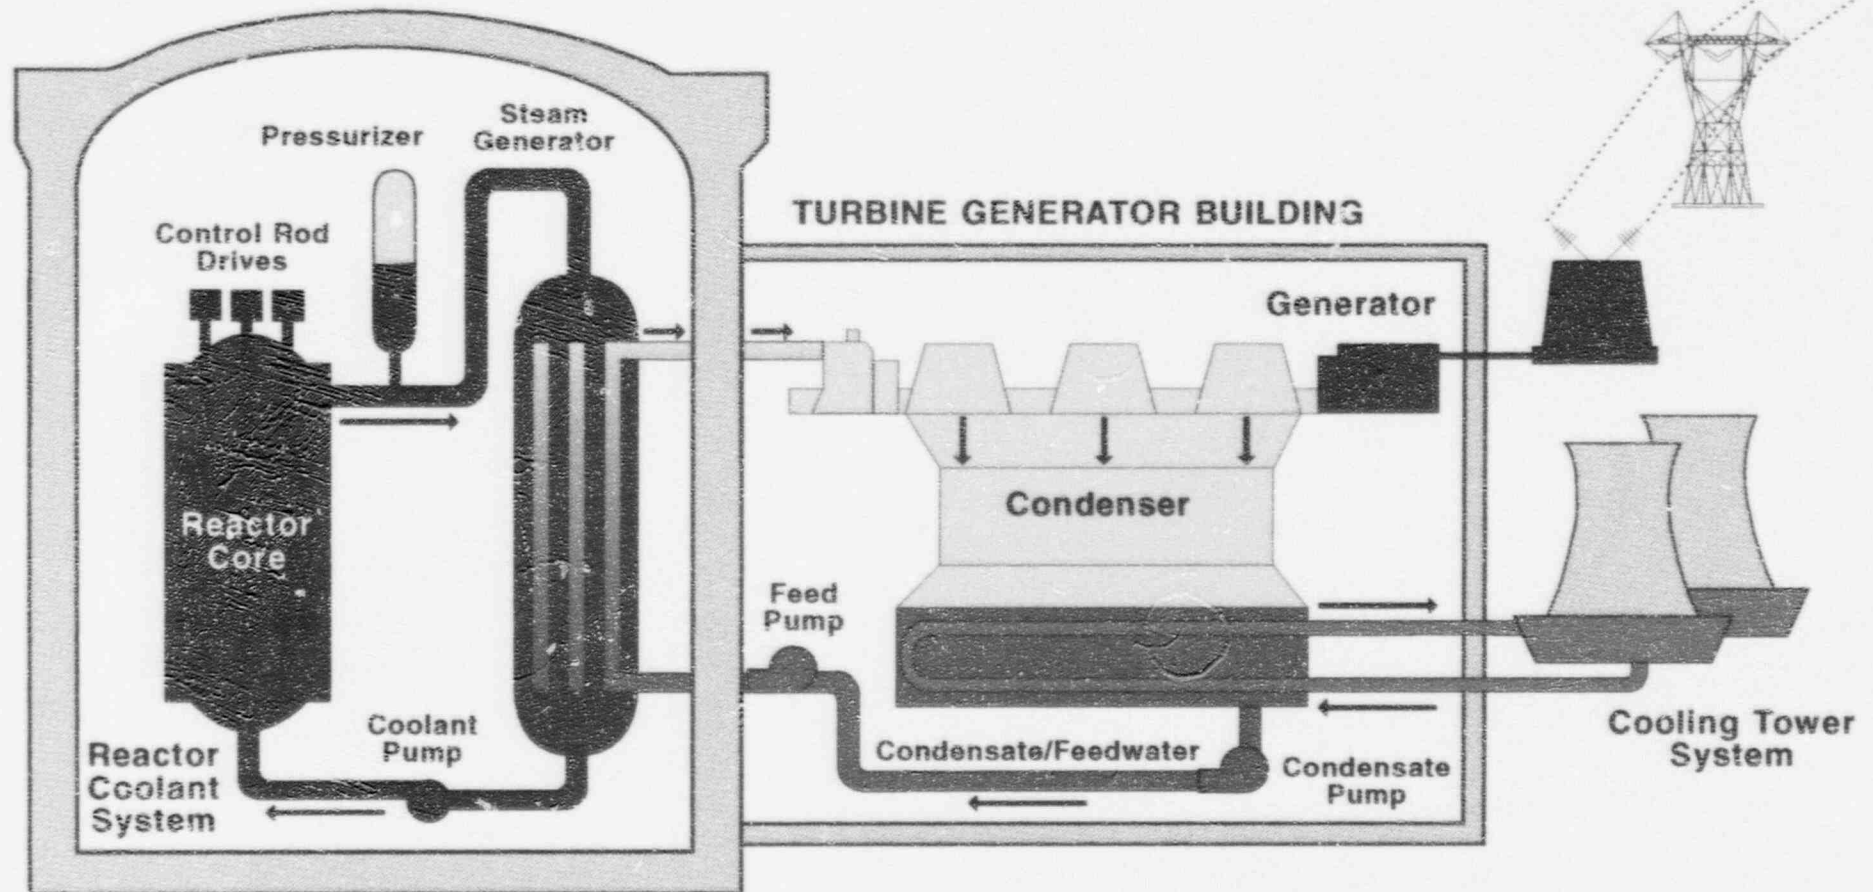 Steam
Generator
Pressurizer
TURBINE GENERATOR BUILDING
Control Rod
Drives
Generator
Condenser
Reactor
Core
Feed
Pump
Coolant
Pump
Reactor
Coolant
System
Condensate/Feedwater
Condensate
Pump
Cooling Tower
System